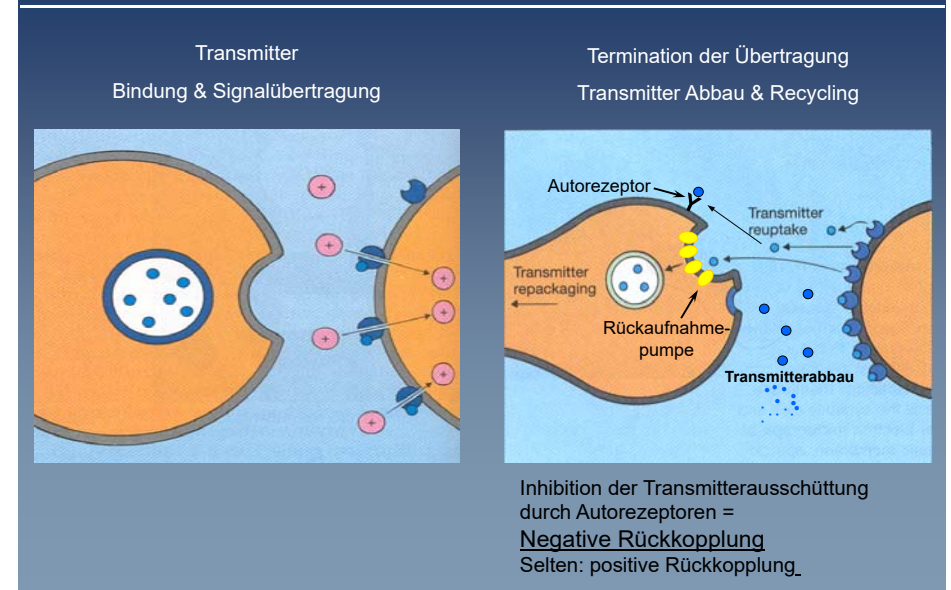 Transmitter
Bindung & Signalübertragung
Termination der Übertragung
Transmitter Abbau & Recycling
+
+
+
+
+
+
+
Autorezeptor
Transmitter
reuptake
Transmitter
repackaging
Rückaufnahme-
pumpe
Transmitterabbau
Inhibition der Transmitterausschüttung
durch Autorezeptoren =
Negative Rückkopplung
Selten: positive Rückkopplung